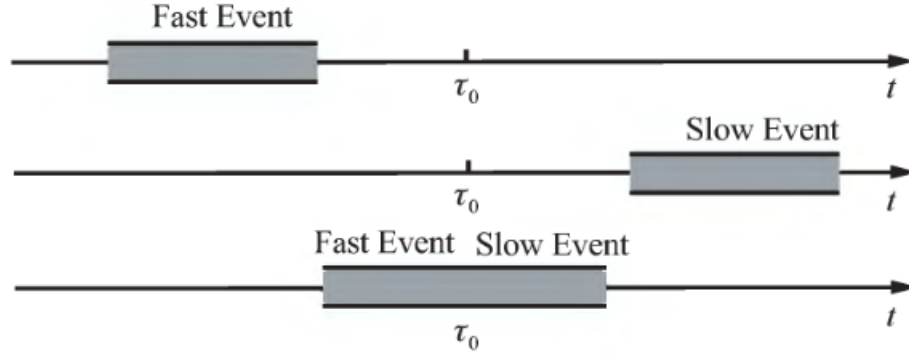 Fast Event
τ₀
t
Slow Event
τ₀
t
Fast Event Slow Event
τ₀
t